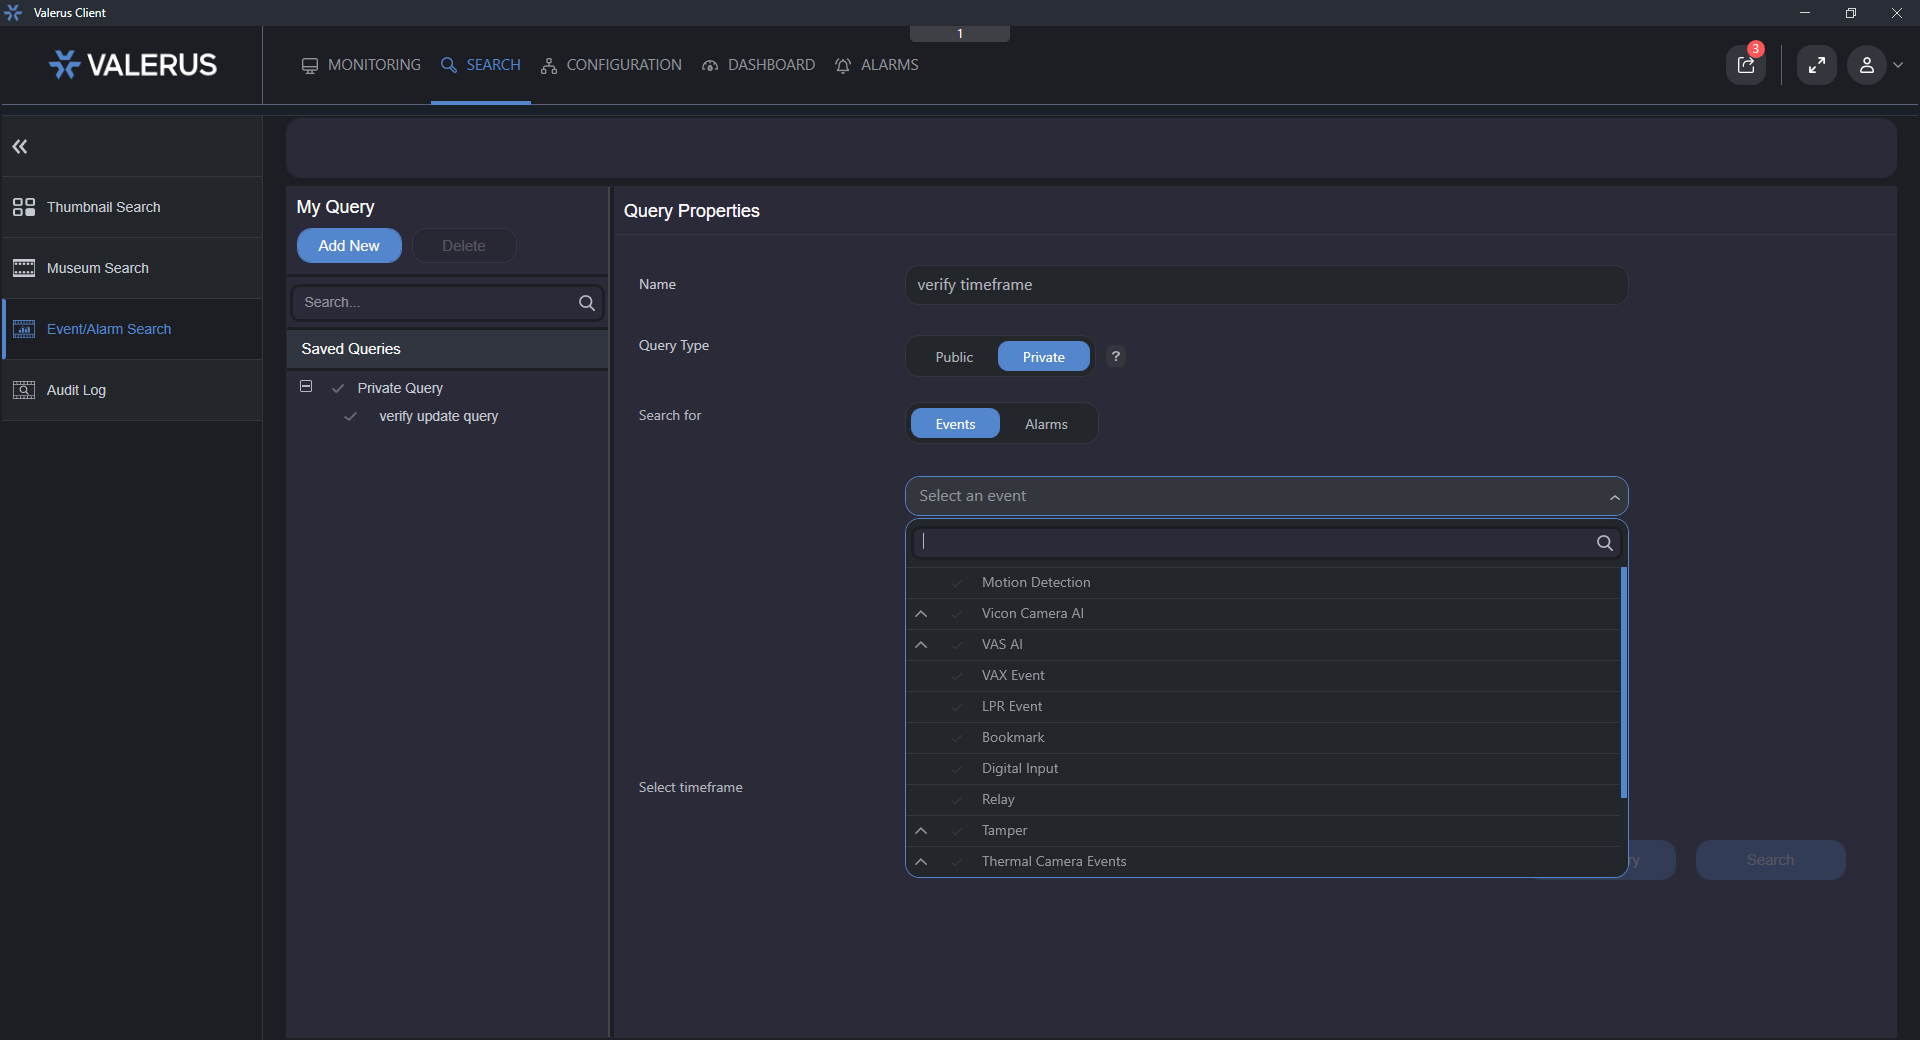 Valerus Client
1
VALERUS
MONITORING
SEARCH
CONFIGURATION
DASHBOARD
ALARMS
3
Thumbnail Search
Museum Search
Event/Alarm Search
Audit Log
My Query
Add New
Delete
Search...
Saved Queries
Private Query
verify update query
Query Properties
Name
verify timeframe
Query Type
Public
Private
?
Search for
Events
Alarms
Select an event
Motion Detection
Vicon Camera AI
VAS AI
VAX Event
LPR Event
Bookmark
Digital Input
Relay
Tamper
Thermal Camera Events
Select timeframe
Search